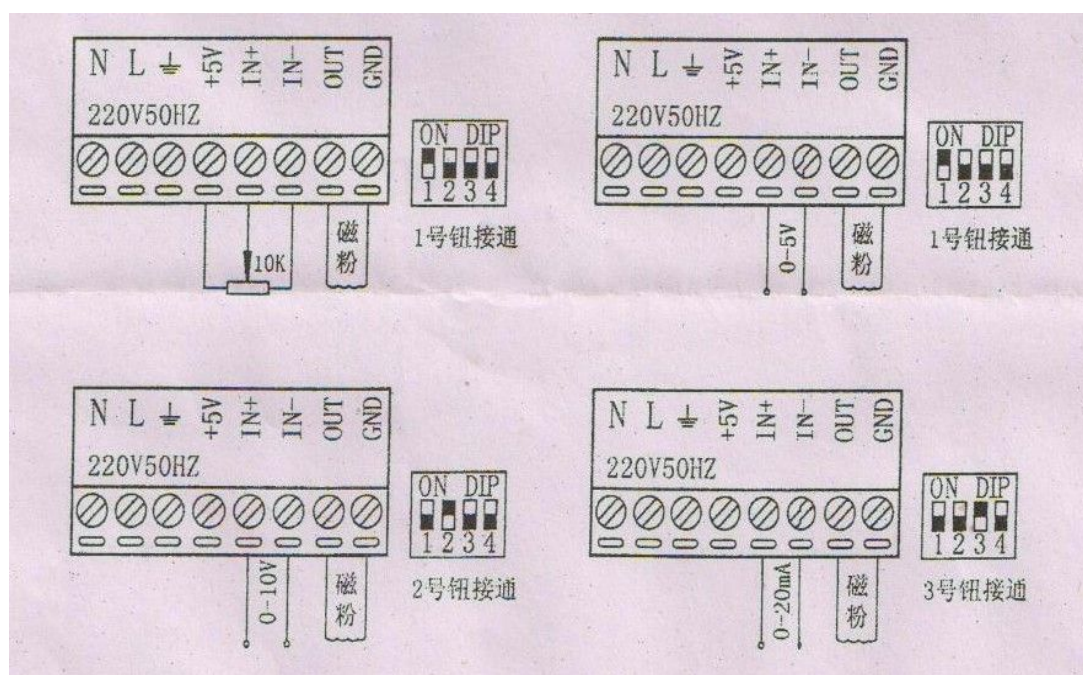 N L ⏚ +5V IN+ IN- OUT GND
220V50HZ
ON DIP
1 2 3 4
1号钮接通
10K
磁粉
N L ⏚ +5V IN+ IN- OUT GND
220V50HZ
ON DIP
1 2 3 4
1号钮接通
0-5V
磁粉
N L ⏚ +5V IN+ IN- OUT GND
220V50HZ
ON DIP
1 2 3 4
2号钮接通
0-10V
磁粉
N L ⏚ +5V IN+ IN- OUT GND
220V50HZ
ON DIP
1 2 3 4
3号钮接通
0-20mA
磁粉